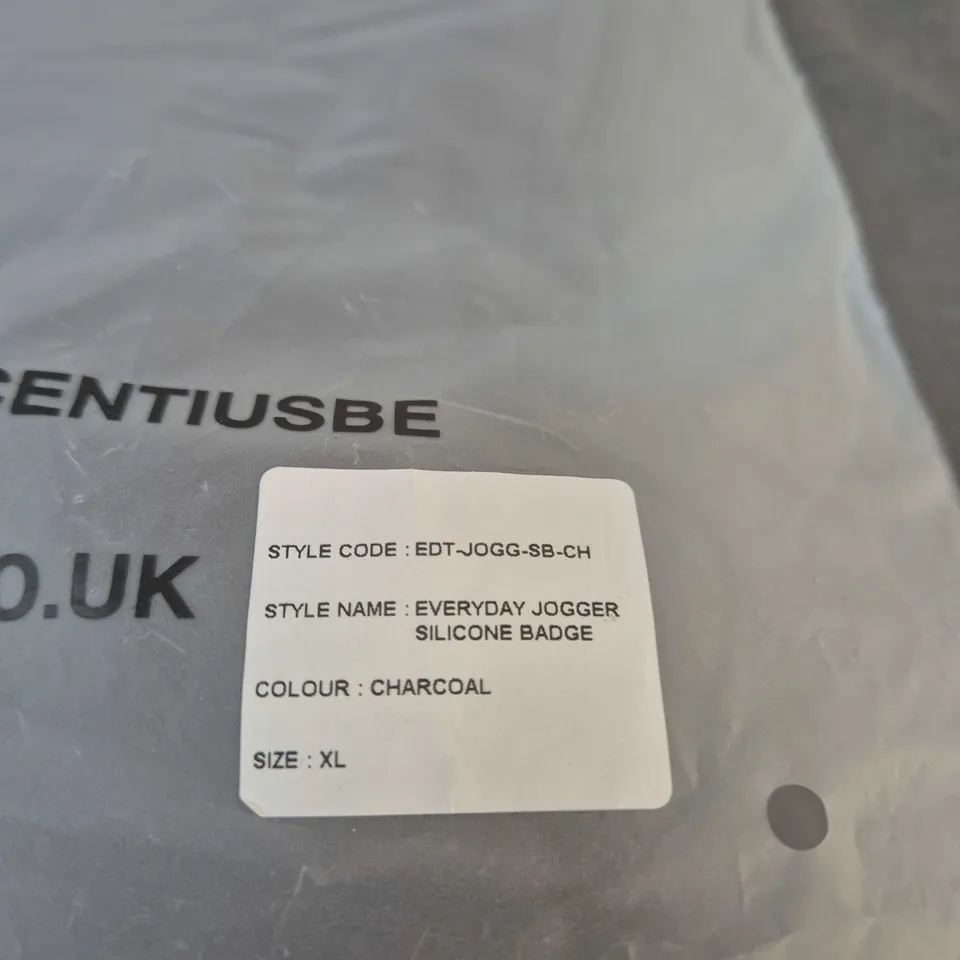 CENTIUSBE
O.UK
STYLE CODE : EDT-JOGG-SB-CH
STYLE NAME : EVERYDAY JOGGER
SILICONE BADGE
COLOUR : CHARCOAL
SIZE : XL